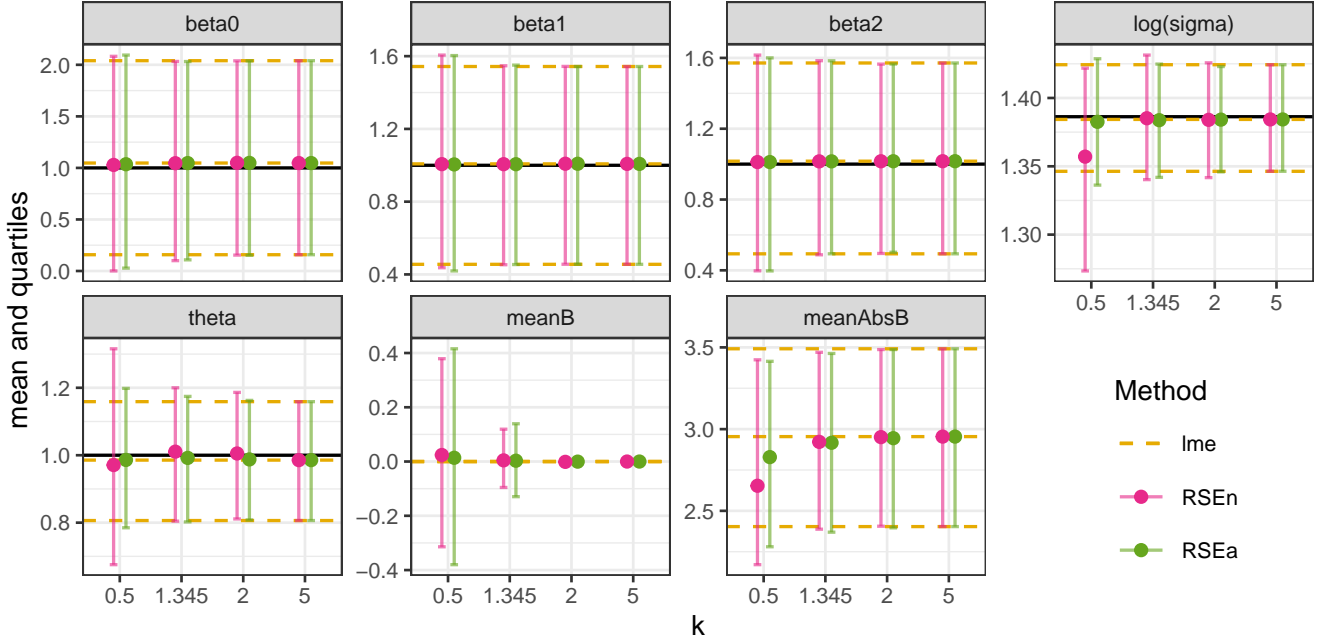 beta0
beta1
beta2
log(sigma)
2.0
1.5
1.0
0.5
0.0
1.6
1.2
0.8
0.4
1.6
1.2
0.8
0.4
1.40
1.35
1.30
0.5 1.345 2 5
theta
meanB
meanAbsB
1.2
1.0
0.8
0.4
0.2
0.0
−0.2
−0.4
3.5
3.0
2.5
0.5 1.345 2 5
0.5 1.345 2 5
0.5 1.345 2 5
mean and quartiles
k
Method
lme
RSEn
RSEa